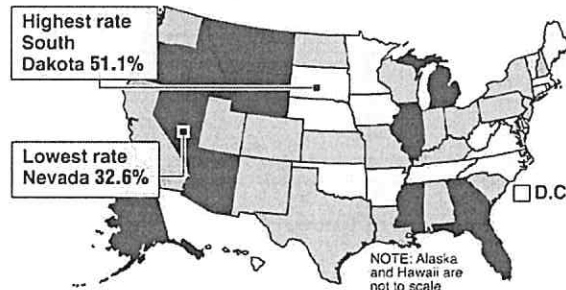 Highest rate
South
Dakota 51.1%
Lowest rate
Nevada 32.6%
D.C
NOTE: Alaska
and Hawaii are
not to scale